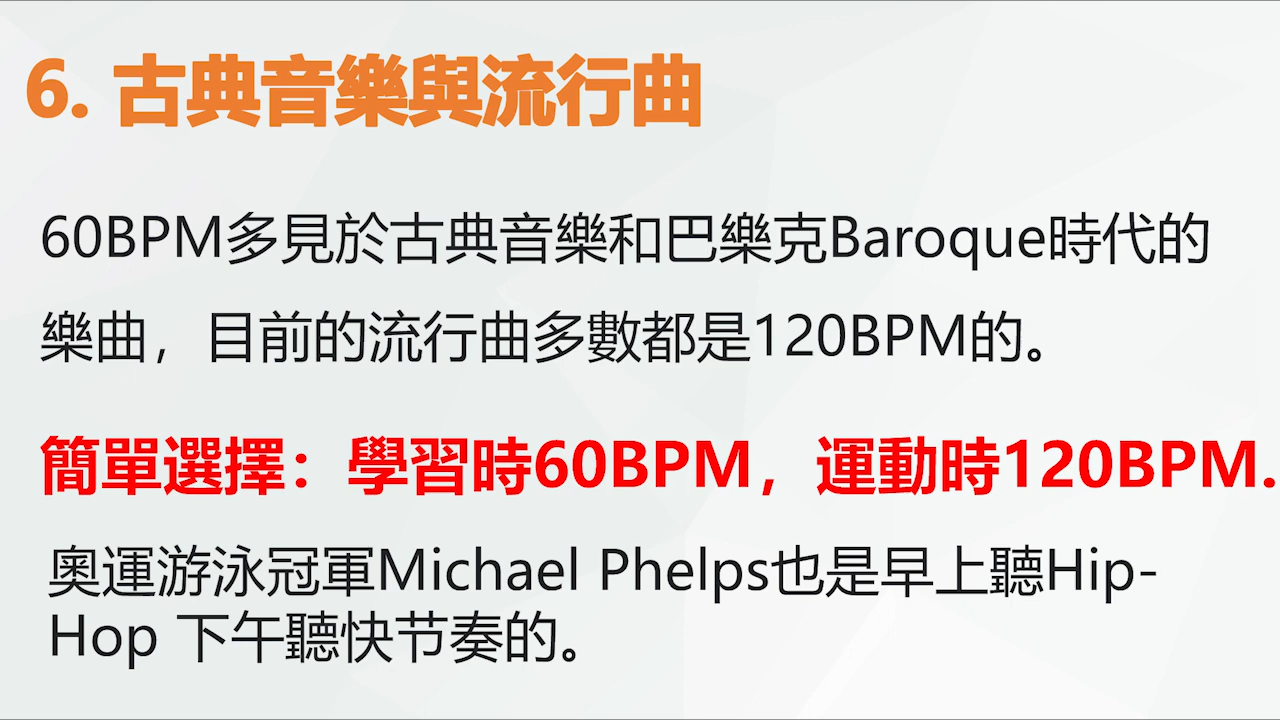 6. 古典音樂與流行曲
60BPM多見於古典音樂和巴樂克Baroque時代的
樂曲，目前的流行曲多數都是120BPM的。
簡單選擇：學習時60BPM，運動時120BPM.
奧運游泳冠軍Michael Phelps也是早上聽Hip-
Hop 下午聽快节奏的。